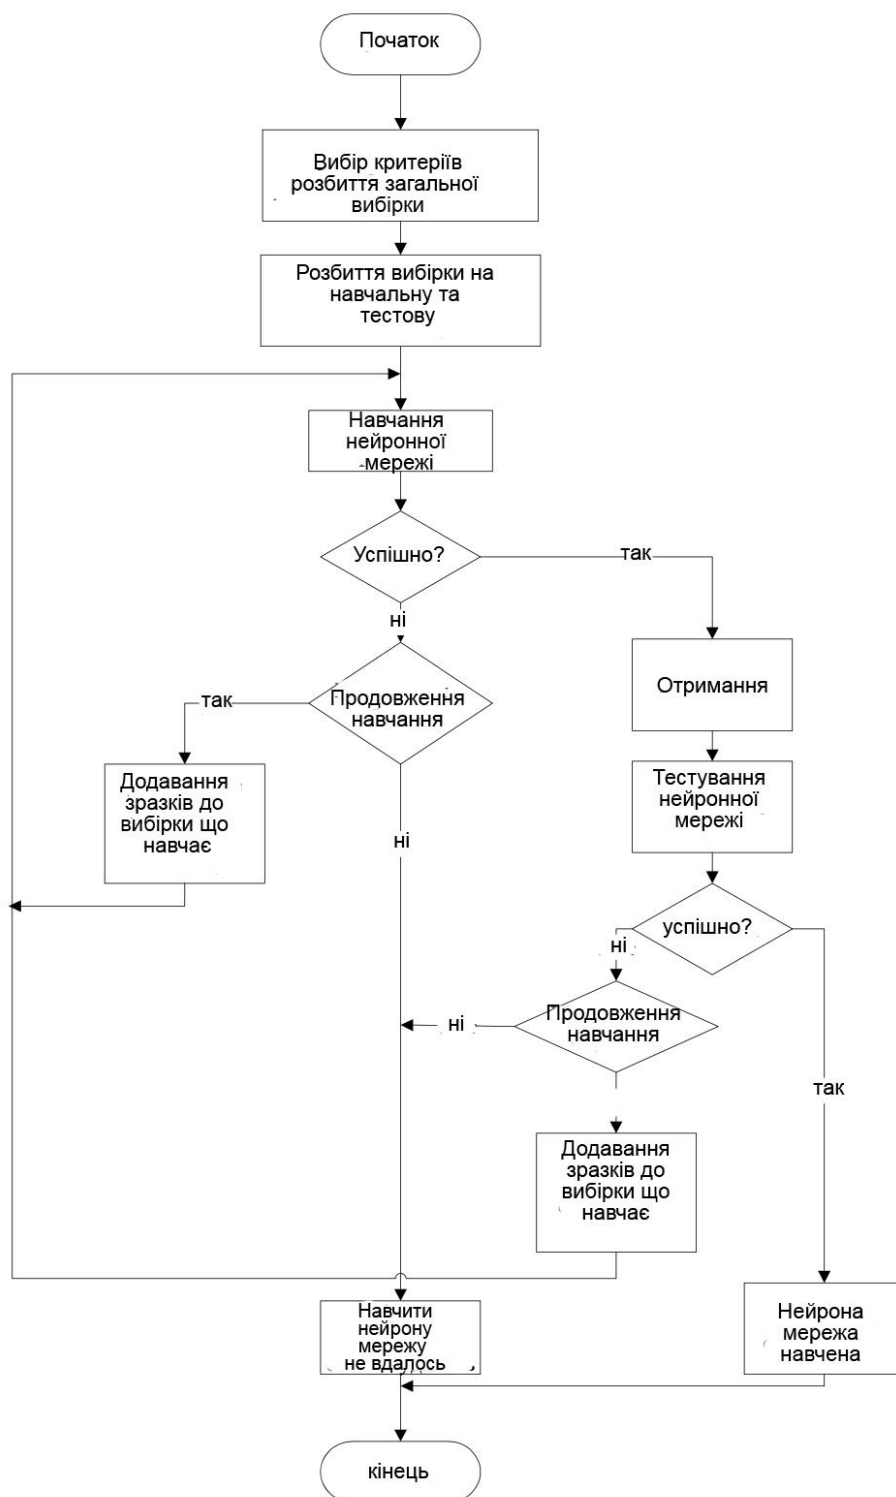 Початок
Вибір критеріїв
розбиття загальної
вибірки
Розбиття вибірки на
навчальну та
тестову
Навчання
нейронної
мережі
Успішно?
так
ні
Продовження
навчання
так
Отримання
Додавання
зразків до
вибірки що
навчає
Тестування
нейронної
мережі
ні
успішно?
ні
Продовження
навчання
ні
так
Додавання
зразків до
вибірки що
навчає
Навчити
нейрону
мережу
не вдалось
Нейрона
мережа
навчена
кінець